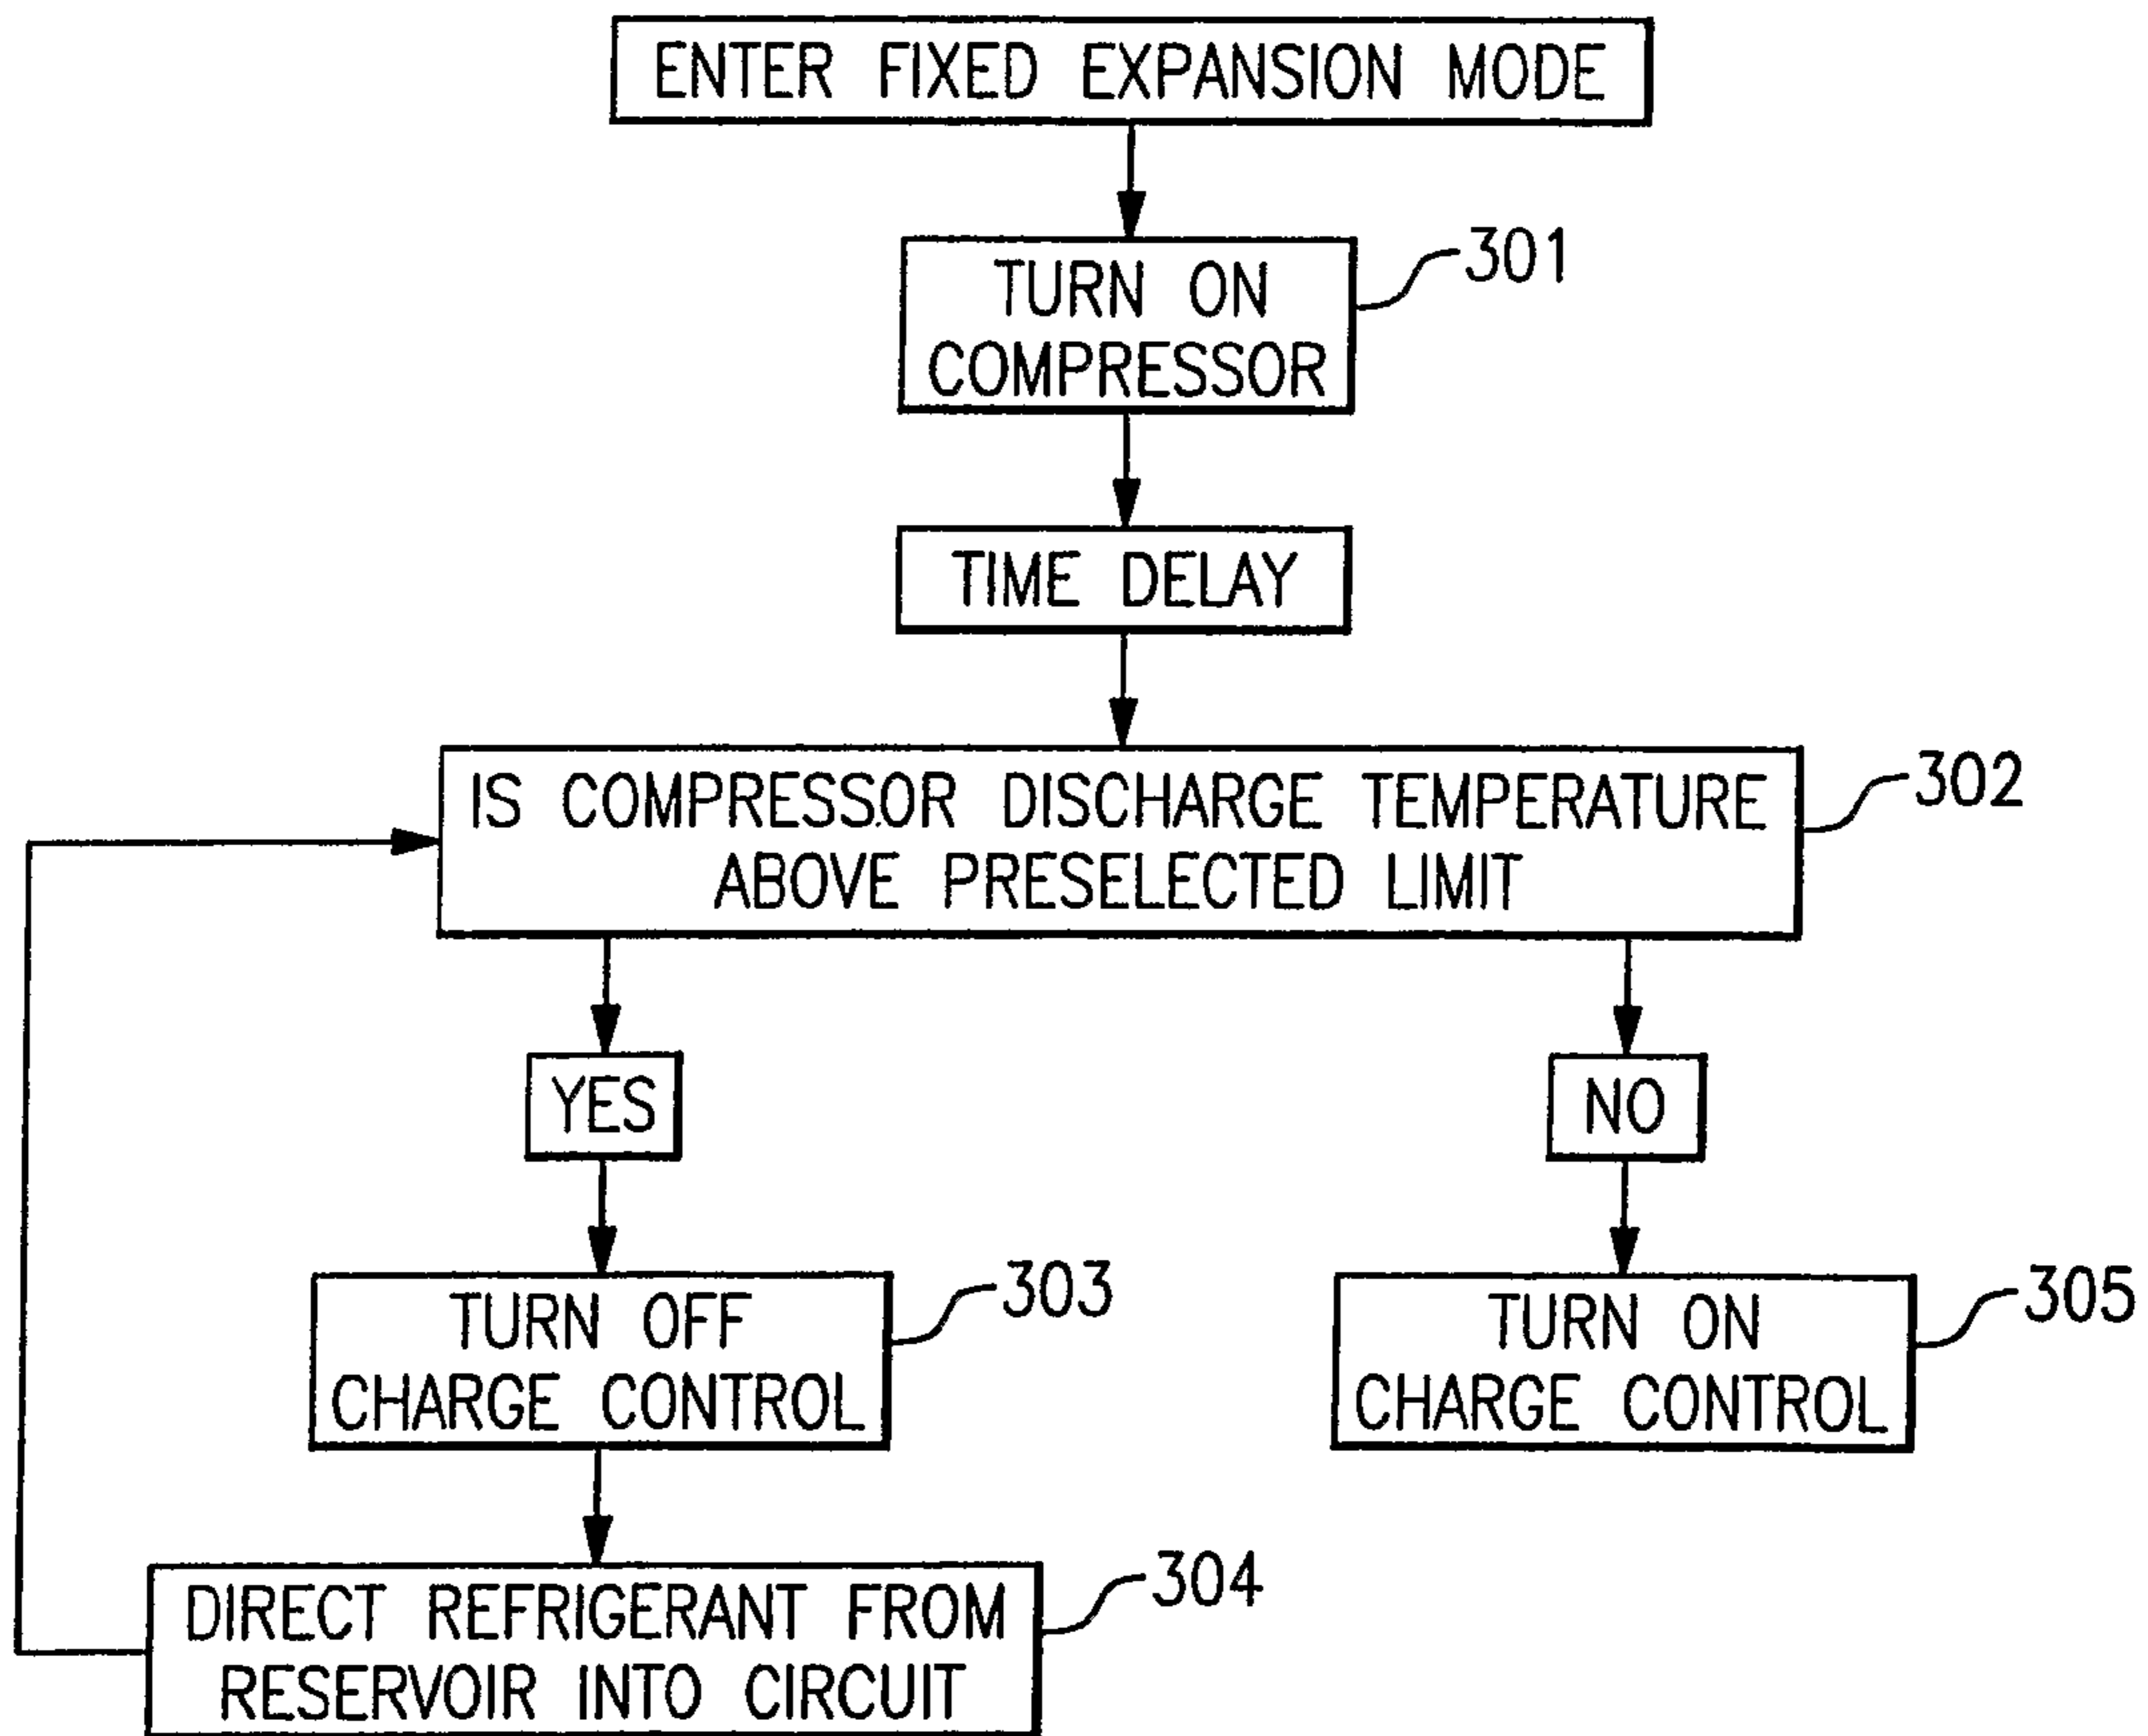 ENTER FIXED EXPANSION MODE
TURN ON
COMPRESSOR
301
TIME DELAY
IS COMPRESSOR DISCHARGE TEMPERATURE
ABOVE PRESELECTED LIMIT
302
YES
NO
TURN OFF
CHARGE CONTROL
303
TURN ON
CHARGE CONTROL
305
DIRECT REFRIGERANT FROM
RESERVOIR INTO CIRCUIT
304